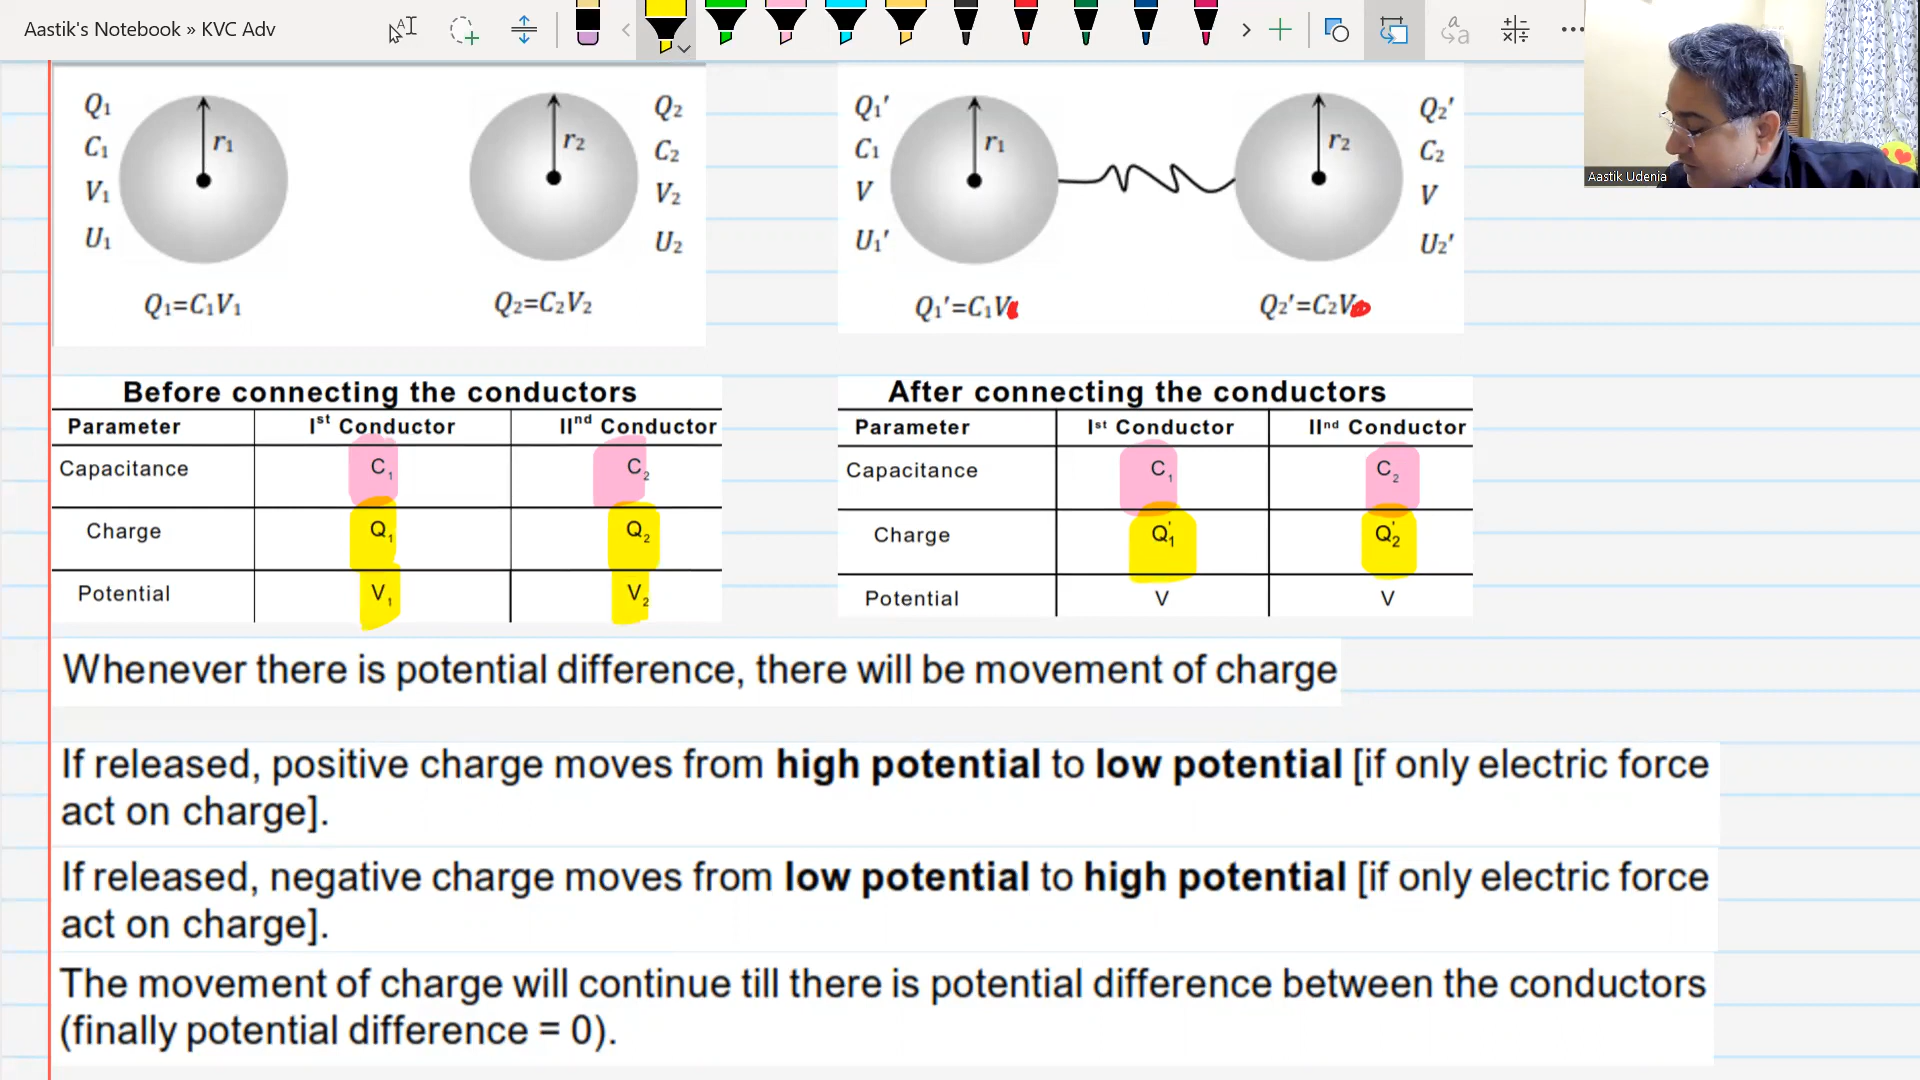 Aastik's Notebook » KVC Adv
Aastik Udenia
Q₁
C₁
V₁
U₁
r₁
Q₁=C₁V₁
r₂
Q₂
C₂
V₂
U₂
Q₂=C₂V₂
Q₁′
C₁
V
U₁′
r₁
Q₁′=C₁V
r₂
Q₂′
C₂
V
U₂′
Q₂′=C₂V
Before connecting the conductors
Parameter Iˢᵗ Conductor IIⁿᵈ Conductor
Capacitance C₁ C₂
Charge Q₁ Q₂
Potential V₁ V₂
After connecting the conductors
Parameter Iˢᵗ Conductor IIⁿᵈ Conductor
Capacitance C₁ C₂
Charge Q₁′ Q₂′
Potential V V
Whenever there is potential difference, there will be movement of charge
If released, positive charge moves from high potential to low potential [if only electric force
act on charge].
If released, negative charge moves from low potential to high potential [if only electric force
act on charge].
The movement of charge will continue till there is potential difference between the conductors
(finally potential difference = 0).